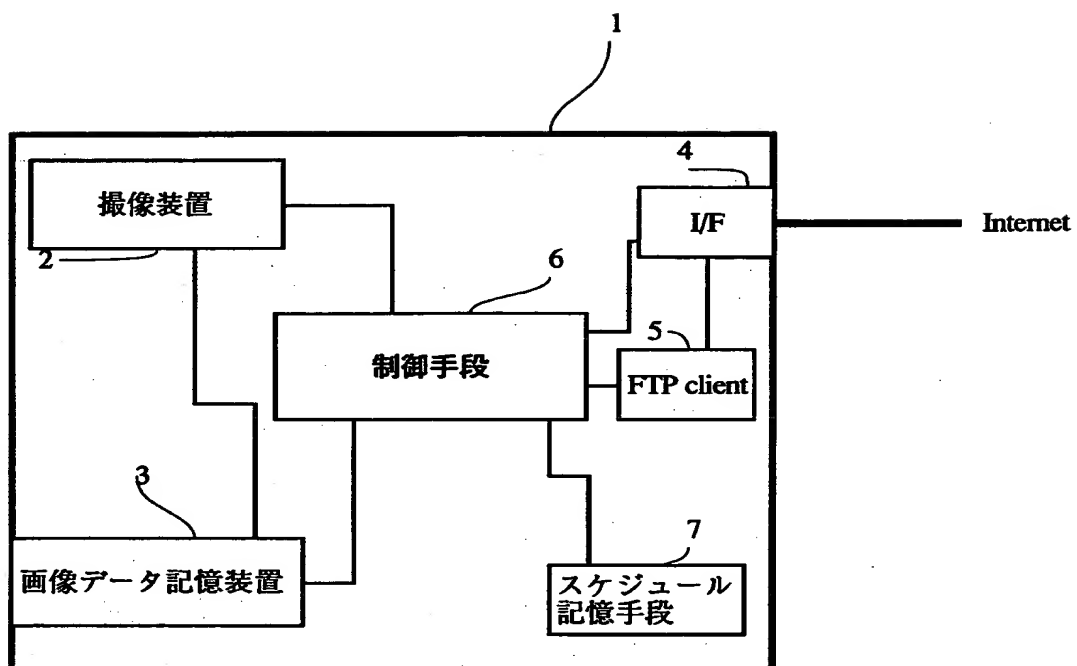 1
撮像装置
2
4
I/F
Internet
6
制御手段
5
FTP client
3
画像データ記憶装置
7
スケジュール
記憶手段